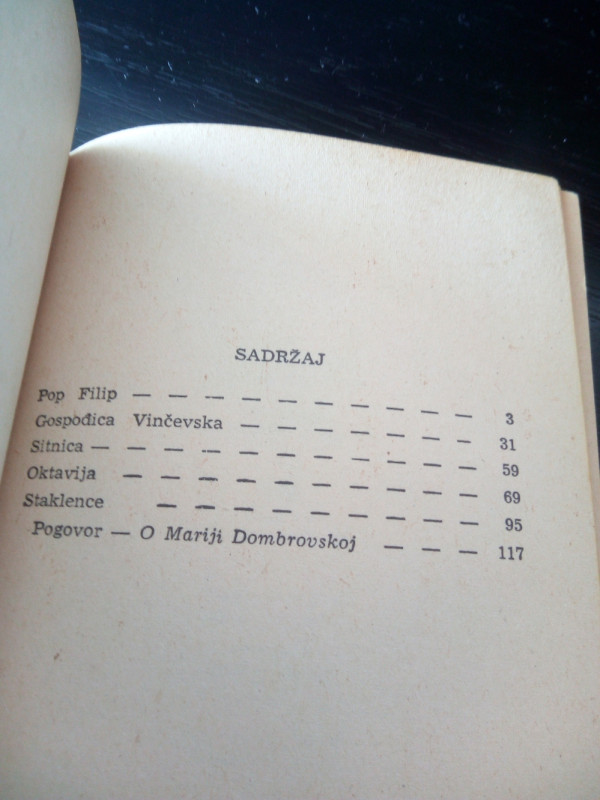 SADRŽAJ
Pop Filip — — — — — — — — — — 3
Gospođica Vinčevska — — — — — — — 31
Sitnica — — — — — — — — — — — 59
Oktavija — — — — — — — — — — 69
Staklence — — — — — — — — — 95
Pogovor — O Mariji Dombrovskoj — — — 117